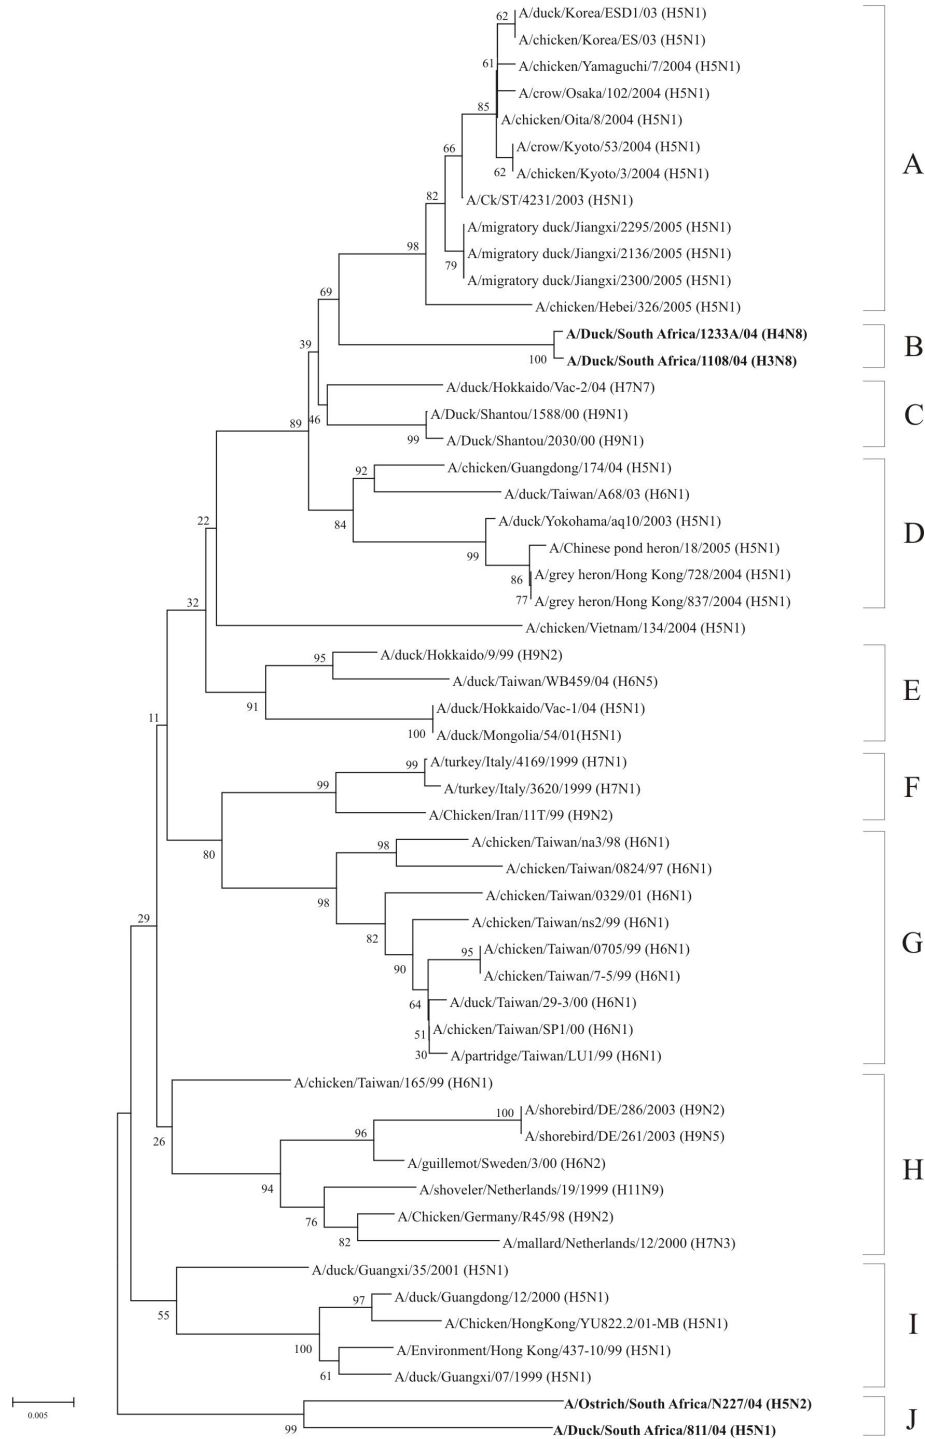 62 A/duck/Korea/ESD1/03 (H5N1)
A/chicken/Korea/ES/03 (H5N1)
61 A/chicken/Yamaguchi/7/2004 (H5N1)
A/crow/Osaka/102/2004 (H5N1)
85 A/chicken/Oita/8/2004 (H5N1)
66 A/crow/Kyoto/53/2004 (H5N1)
A
62 A/chicken/Kyoto/3/2004 (H5N1)
82 A/Ck/ST/4231/2003 (H5N1)
A/migratory duck/Jiangxi/2295/2005 (H5N1)
98 A/migratory duck/Jiangxi/2136/2005 (H5N1)
79
A/migratory duck/Jiangxi/2300/2005 (H5N1)
69 A/chicken/Hebei/326/2005 (H5N1)
A/Duck/South Africa/1233A/04 (H4N8)
39 B
100 A/Duck/South Africa/1108/04 (H3N8)
A/duck/Hokkaido/Vac-2/04 (H7N7)
89 46 A/Duck/Shantou/1588/00 (H9N1) C
99 A/Duck/Shantou/2030/00 (H9N1)
92 A/chicken/Guangdong/174/04 (H5N1)
A/duck/Taiwan/A68/03 (H6N1)
22 84 A/duck/Yokohama/aq10/2003 (H5N1)
D
99 A/Chinese pond heron/18/2005 (H5N1)
86 A/grey heron/Hong Kong/728/2004 (H5N1)
32 77 A/grey heron/Hong Kong/837/2004 (H5N1)
A/chicken/Vietnam/134/2004 (H5N1)
95 A/duck/Hokkaido/9/99 (H9N2)
A/duck/Taiwan/WB459/04 (H6N5)
E
91 A/duck/Hokkaido/Vac-1/04 (H5N1)
11 100 A/duck/Mongolia/54/01(H5N1)
99 A/turkey/Italy/4169/1999 (H7N1)
99 A/turkey/Italy/3620/1999 (H7N1) F
A/Chicken/Iran/11T/99 (H9N2)
98 A/chicken/Taiwan/na3/98 (H6N1)
80
A/chicken/Taiwan/0824/97 (H6N1)
98 A/chicken/Taiwan/0329/01 (H6N1)
29 A/chicken/Taiwan/ns2/99 (H6N1)
82 G
95 A/chicken/Taiwan/0705/99 (H6N1)
90 A/chicken/Taiwan/7-5/99 (H6N1)
64 A/duck/Taiwan/29-3/00 (H6N1)
51 A/chicken/Taiwan/SP1/00 (H6N1)
30 A/partridge/Taiwan/LU1/99 (H6N1)
A/chicken/Taiwan/165/99 (H6N1)
100 A/shorebird/DE/286/2003 (H9N2)
26 96 A/shorebird/DE/261/2003 (H9N5)
A/guillemot/Sweden/3/00 (H6N2)
H
94 A/shoveler/Netherlands/19/1999 (H11N9)
76 A/Chicken/Germany/R45/98 (H9N2)
82 A/mallard/Netherlands/12/2000 (H7N3)
A/duck/Guangxi/35/2001 (H5N1)
97 A/duck/Guangdong/12/2000 (H5N1)
55
A/Chicken/HongKong/YU822.2/01-MB (H5N1)
I
100 A/Environment/Hong Kong/437-10/99 (H5N1)
61 A/duck/Guangxi/07/1999 (H5N1)
A/Ostrich/South Africa/N227/04 (H5N2)
0.005 J
99 A/Duck/South Africa/811/04 (H5N1)